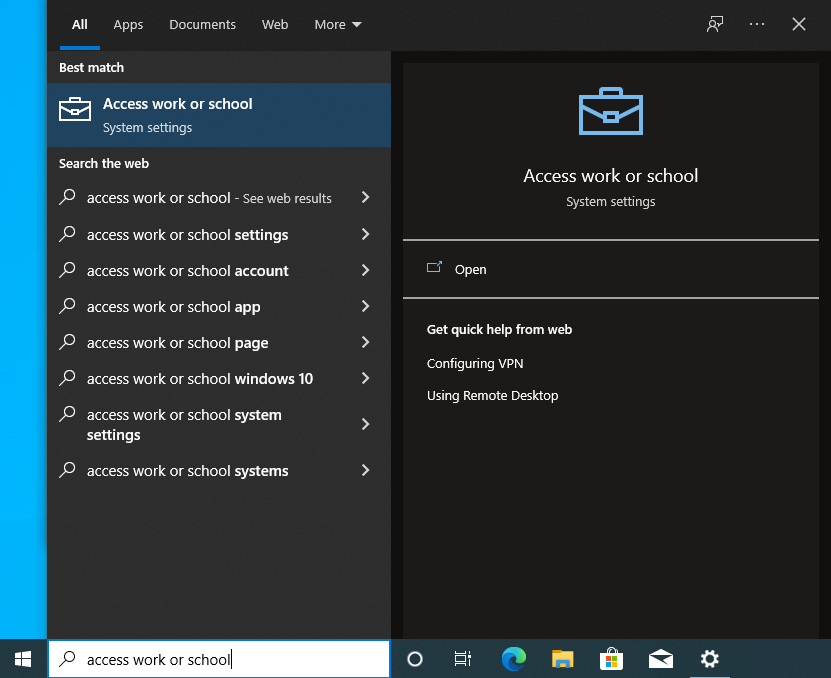 All Apps Documents Web More
Best match
Access work or school
System settings
Search the web
access work or school - See web results
access work or school settings
access work or school account
access work or school app
access work or school page
access work or school windows 10
access work or school system
settings
access work or school systems
Access work or school
System settings
Open
Get quick help from web
Configuring VPN
Using Remote Desktop
access work or school